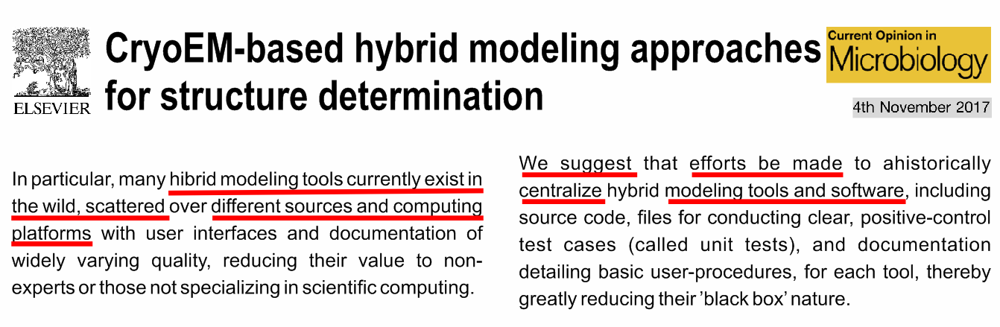 CryoEM-based hybrid modeling approaches
for structure determination
ELSEVIER
Current Opinion in
Microbiology
4th November 2017
In particular, many hibrid modeling tools currently exist in
the wild, scattered over different sources and computing
platforms with user interfaces and documentation of
widely varying quality, reducing their value to non-
experts or those not specializing in scientific computing.
We suggest that efforts be made to ahistorically
centralize hybrid modeling tools and software, including
source code, files for conducting clear, positive-control
test cases (called unit tests), and documentation
detailing basic user-procedures, for each tool, thereby
greatly reducing their 'black box' nature.